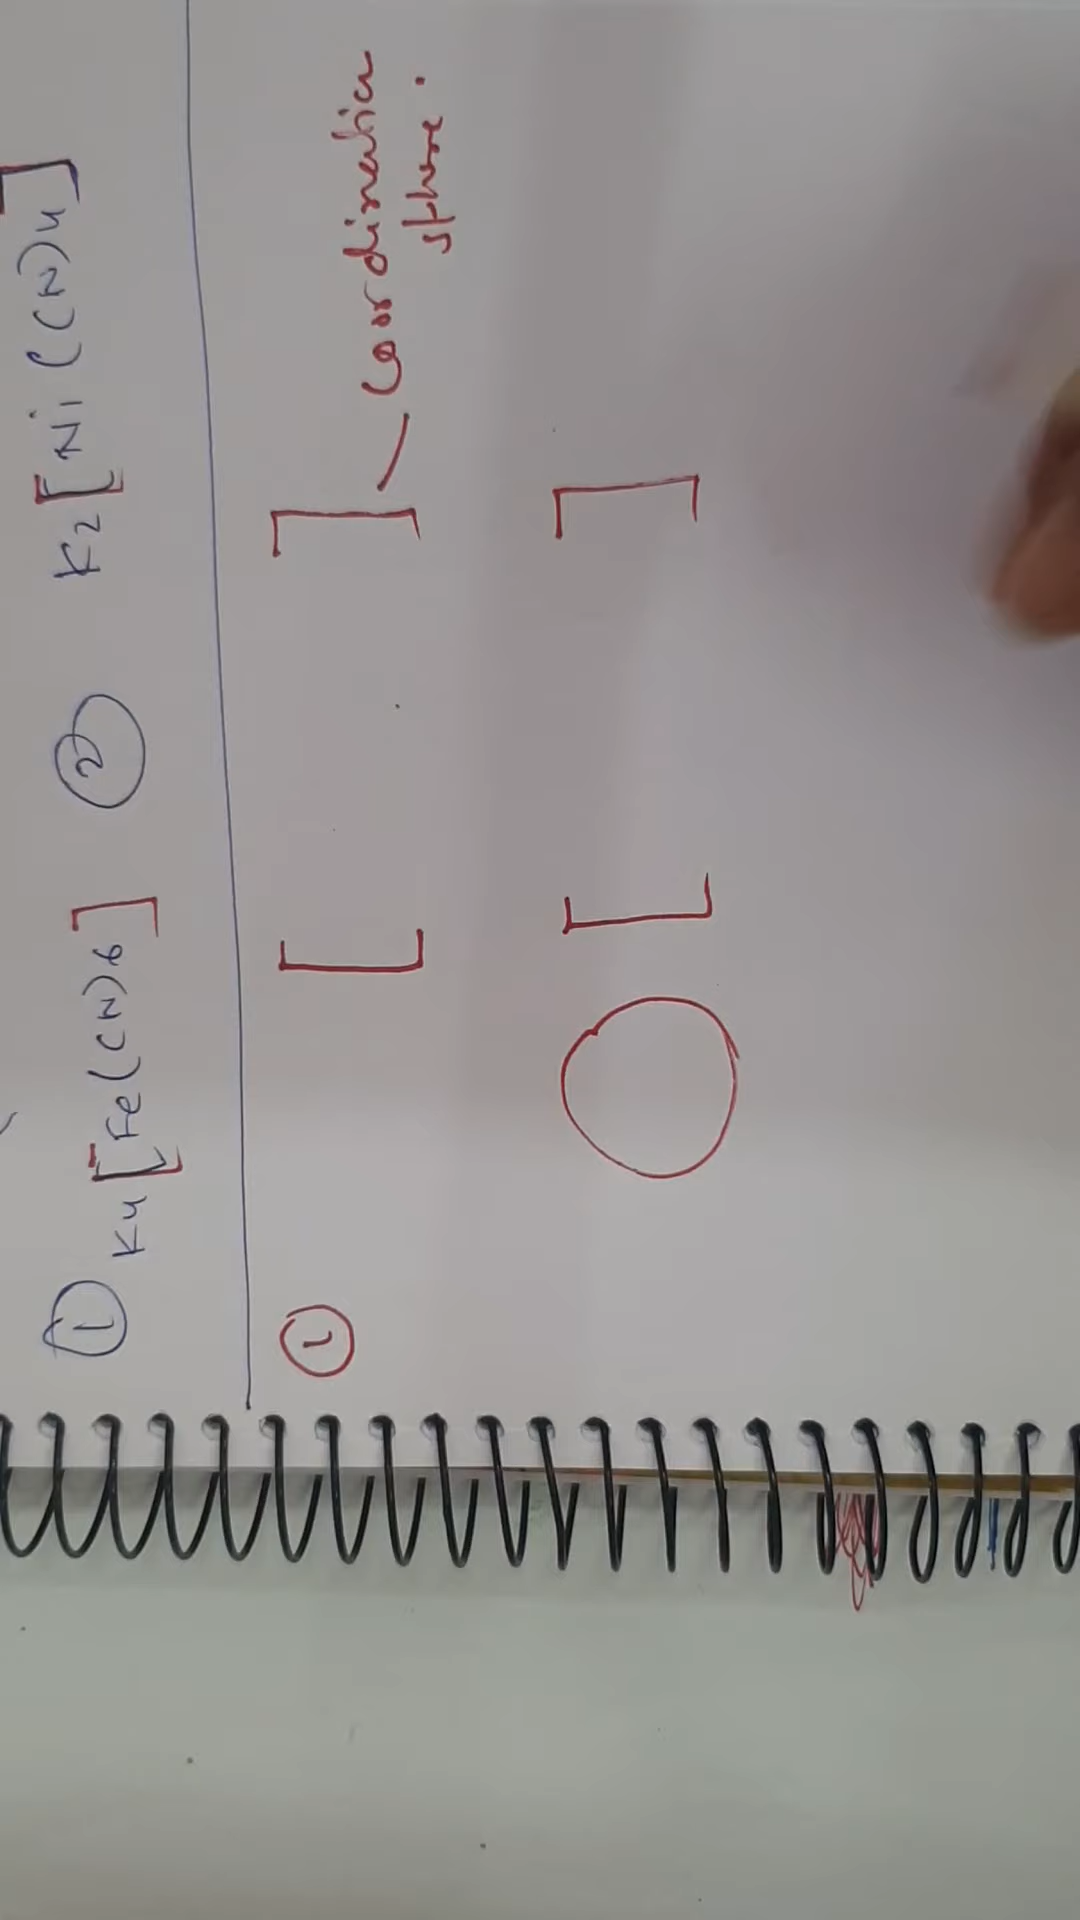 ① K4[Fe(CN)6] ② K2[Ni(CN)4]
① [ ] — Coordination
sphere.
[ ]